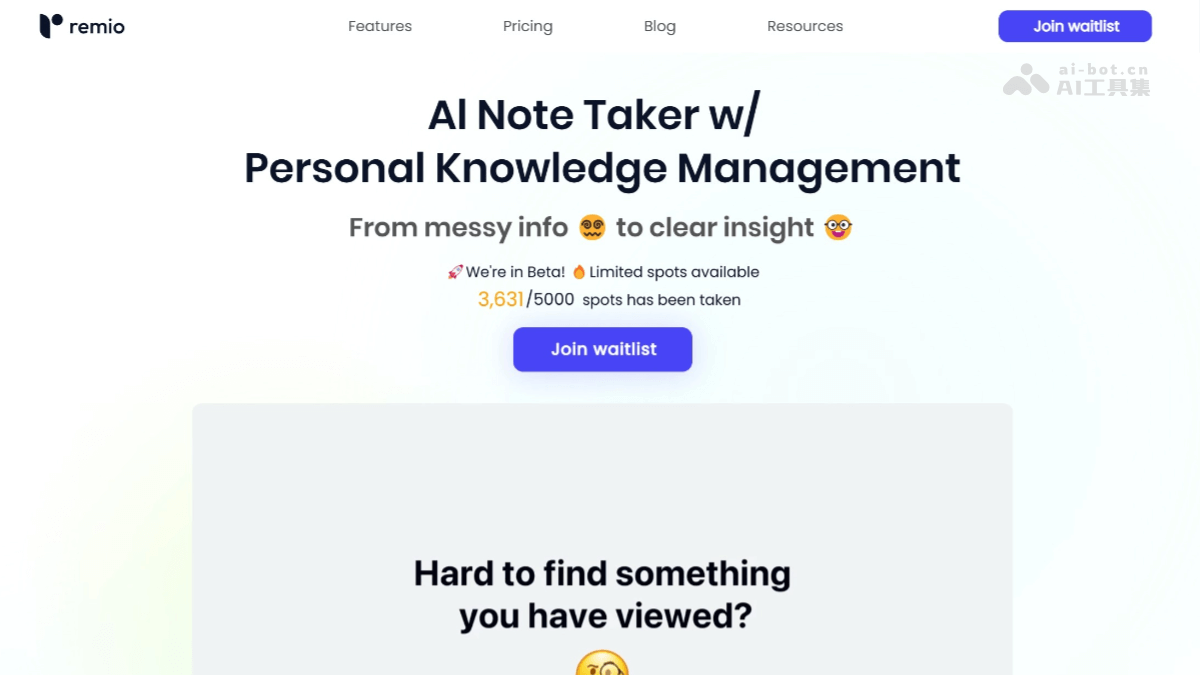 remio
Features
Pricing
Blog
Resources
Join waitlist
ai-bot.cn
AI工具集
AI Note Taker w/
Personal Knowledge Management
From messy info 😵‍💫 to clear insight 🤓
🚀We're in Beta! 🔥Limited spots available
3,631/5000 spots has been taken
Join waitlist
Hard to find something
you have viewed?